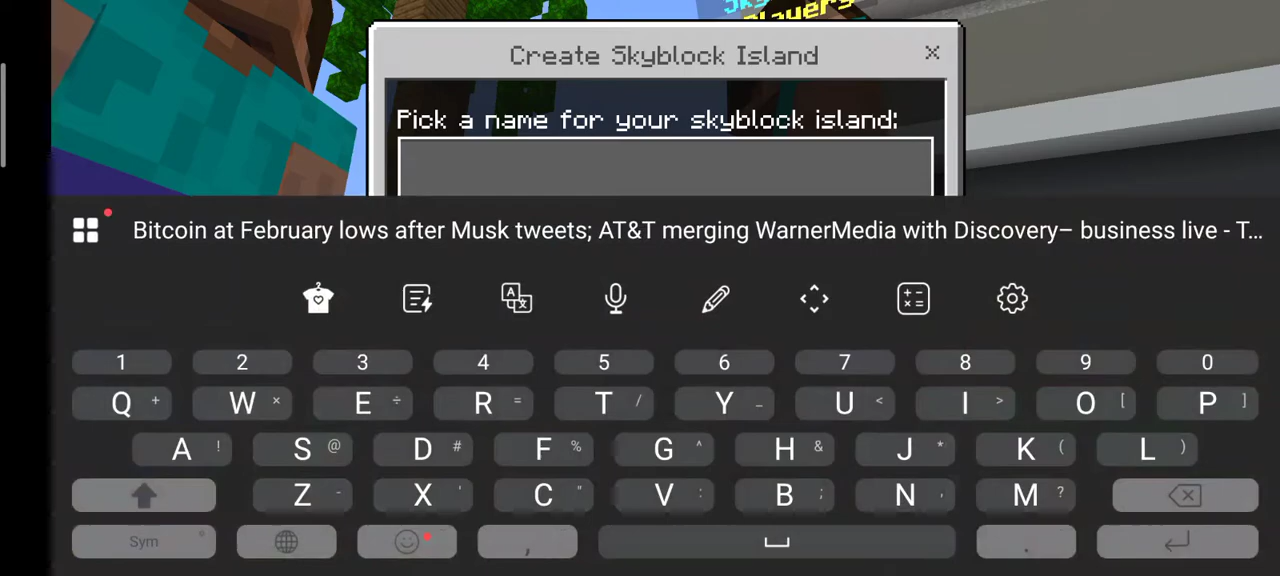 Players
Create Skyblock Island ×
Pick a name for your skyblock island:
Bitcoin at February lows after Musk tweets; AT&T merging WarnerMedia with Discovery– business live - T...
1 2 3 4 5 6 7 8 9 0
Q + W × E ÷ R = T / Y _ U < I > O [ P ]
A ! S @ D # F % G ^ H & J * K ( L )
Z - X ' C " V : B ; N , M ?
Sym , .